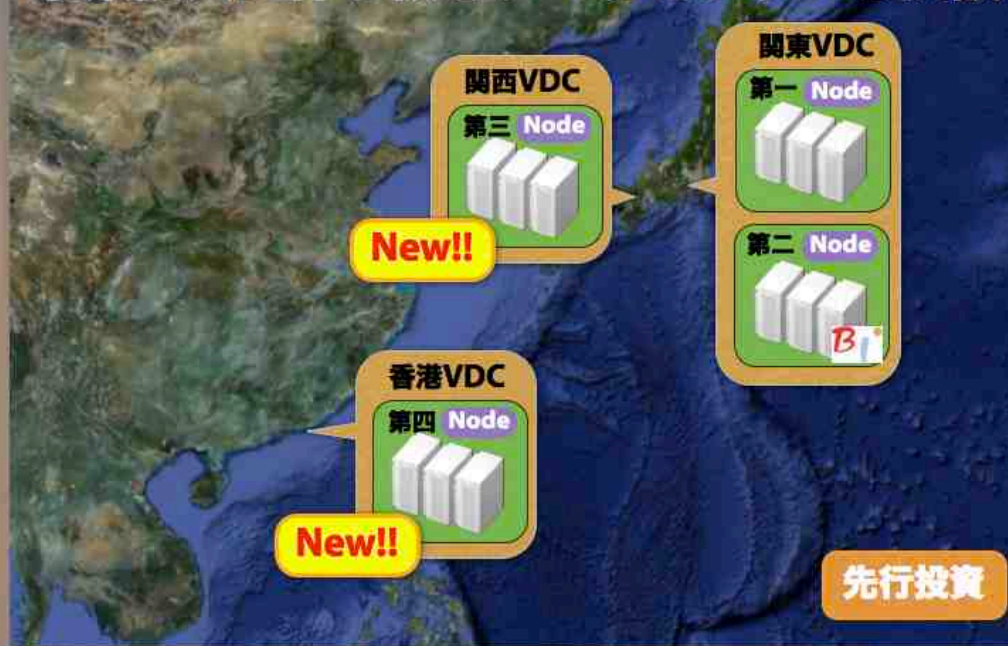 関西VDC
第三 Node
New!!
関東VDC
第一 Node
第二 Node
香港VDC
第四 Node
New!!
先行投資